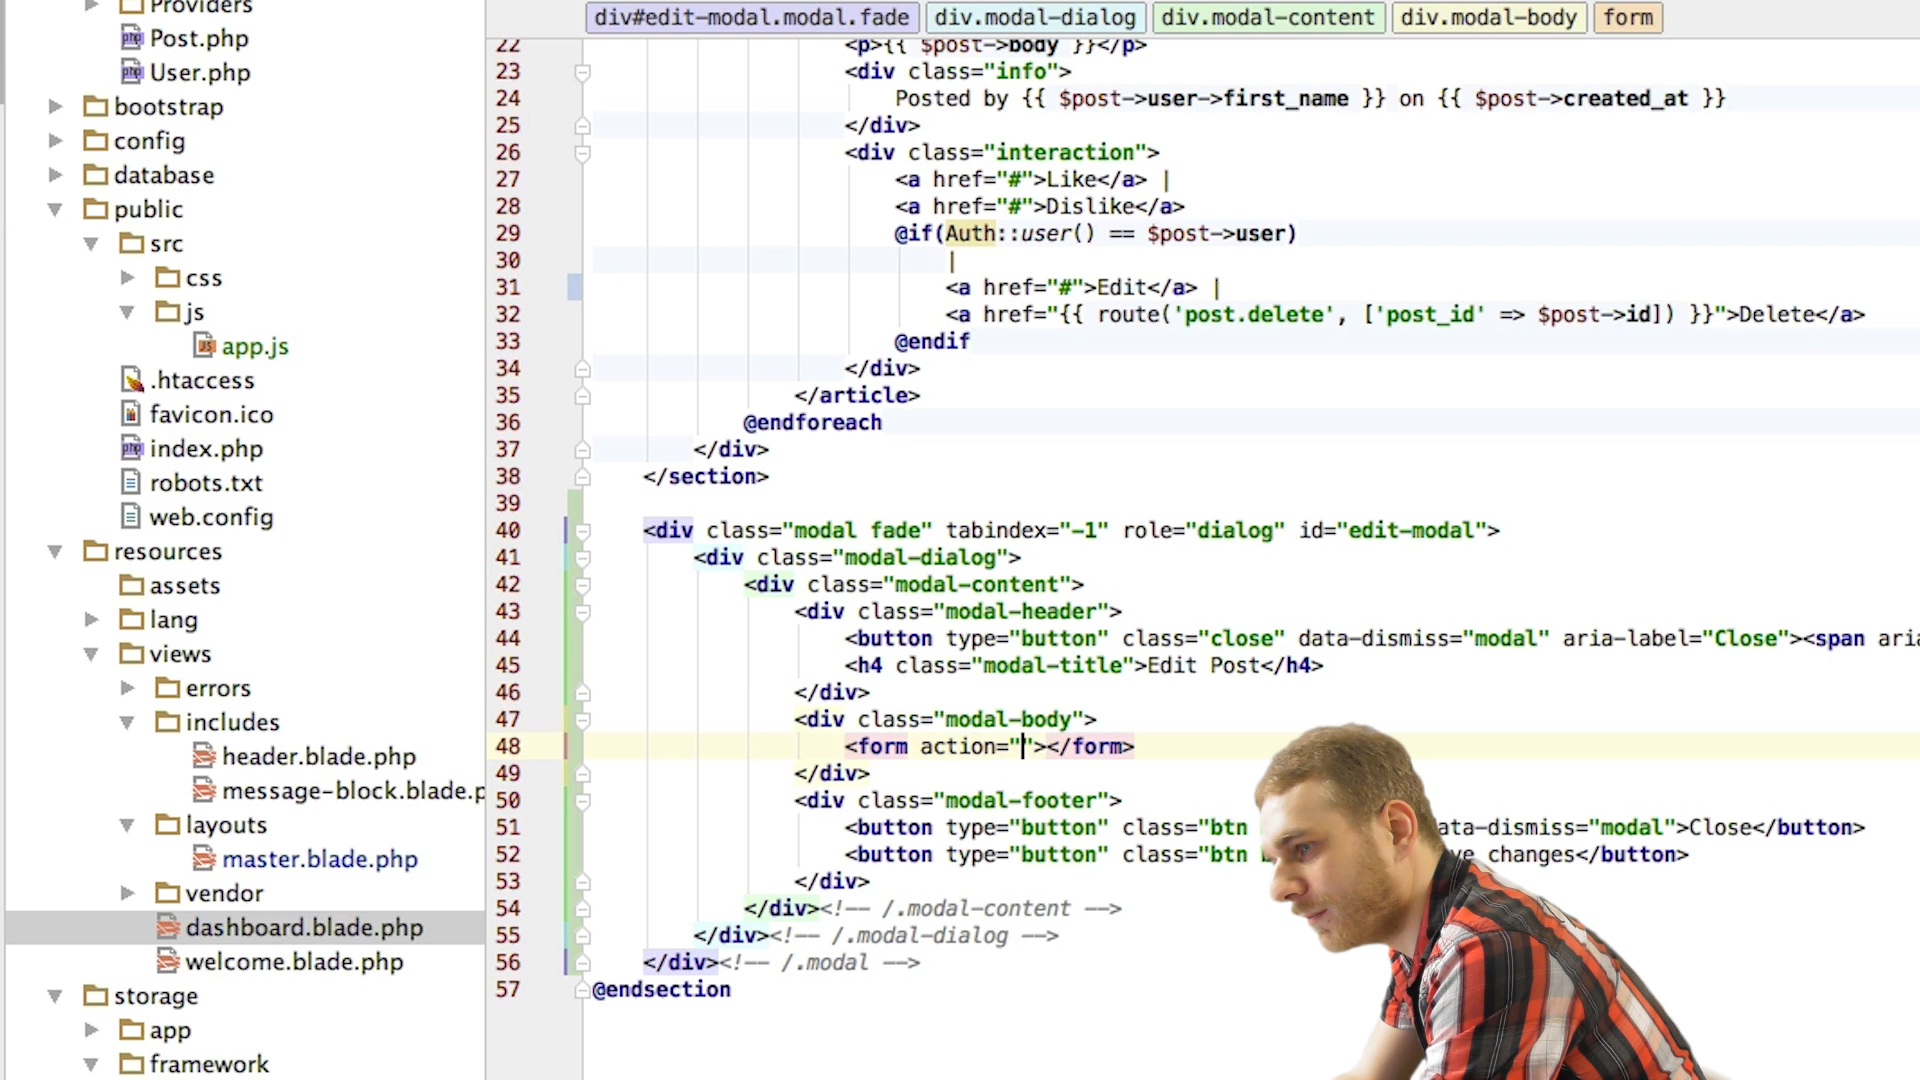 Providers
Post.php
User.php
bootstrap
config
database
public
src
css
js
app.js
.htaccess
favicon.ico
index.php
robots.txt
web.config
resources
assets
lang
views
errors
includes
header.blade.php
message-block.blade.p
layouts
master.blade.php
vendor
dashboard.blade.php
welcome.blade.php
storage
app
framework
div#edit-modal.modal.fade div.modal-dialog div.modal-content div.modal-body form
22 <p>{{ $post->body }}</p>
23 <div class="info">
24 Posted by {{ $post->user->first_name }} on {{ $post->created_at }}
25 </div>
26 <div class="interaction">
27 <a href="#">Like</a> |
28 <a href="#">Dislike</a>
29 @if(Auth::user() == $post->user)
30 |
31 <a href="#">Edit</a> |
32 <a href="{{ route('post.delete', ['post_id' => $post->id]) }}">Delete</a>
33 @endif
34 </div>
35 </article>
36 @endforeach
37 </div>
38 </section>
39
40 <div class="modal fade" tabindex="-1" role="dialog" id="edit-modal">
41 <div class="modal-dialog">
42 <div class="modal-content">
43 <div class="modal-header">
44 <button type="button" class="close" data-dismiss="modal" aria-label="Close"><span aria
45 <h4 class="modal-title">Edit Post</h4>
46 </div>
47 <div class="modal-body">
48 <form action=""></form>
49 </div>
50 <div class="modal-footer">
51 <button type="button" class="btn ata-dismiss="modal">Close</button>
52 <button type="button" class="btn changes</button>
53 </div>
54 </div><!-- /.modal-content -->
55 </div><!-- /.modal-dialog -->
56 </div><!-- /.modal -->
57 @endsection